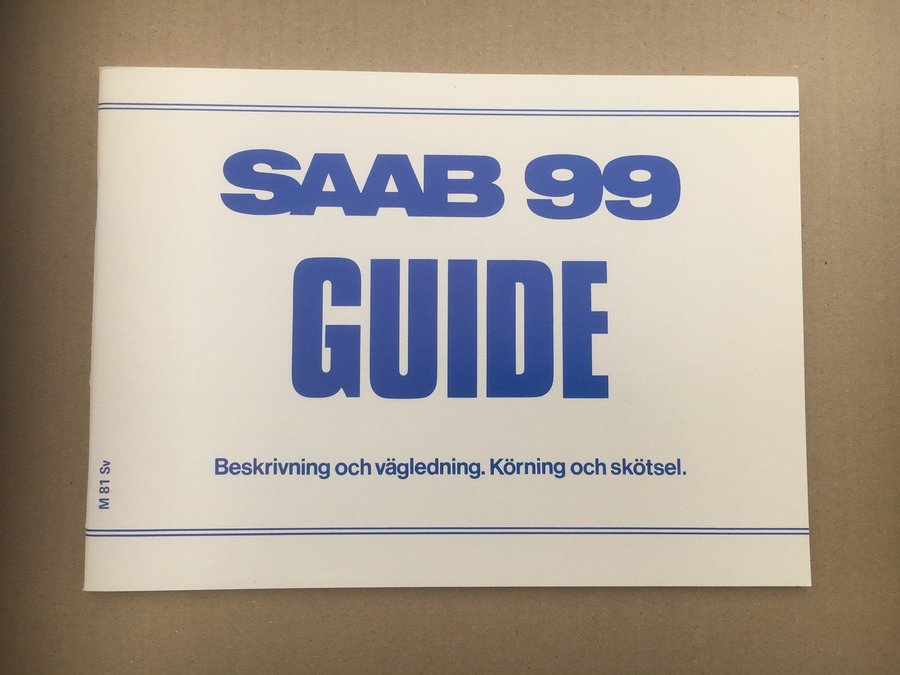 SAAB 99
GUIDE
Beskrivning och vägledning. Körning och skötsel.
M 81 Sv